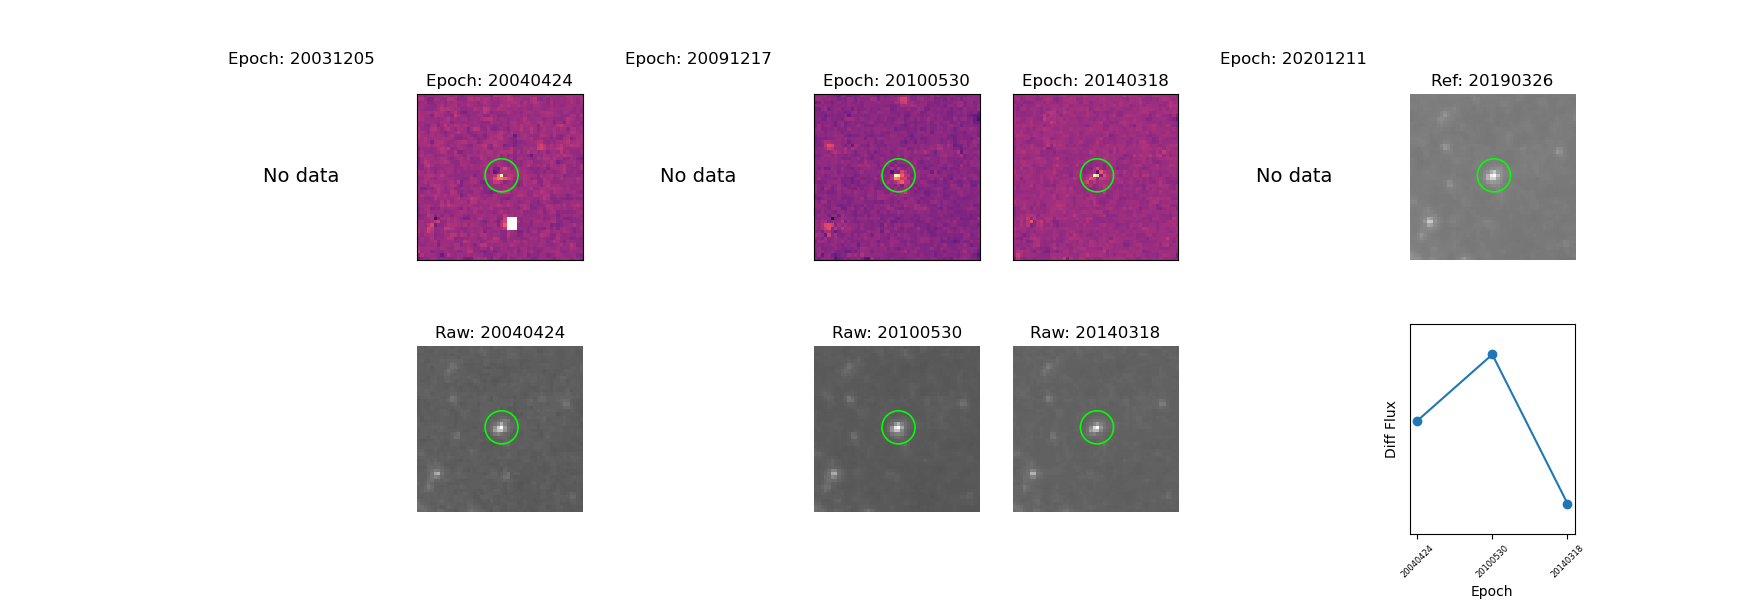 Epoch: 20031205
Epoch: 20040424
Epoch: 20091217
Epoch: 20100530
Epoch: 20140318
Epoch: 20201211
Ref: 20190326
No data
No data
No data
Raw: 20040424
Raw: 20100530
Raw: 20140318
Diff Flux
20040424
20100530
20140318
Epoch